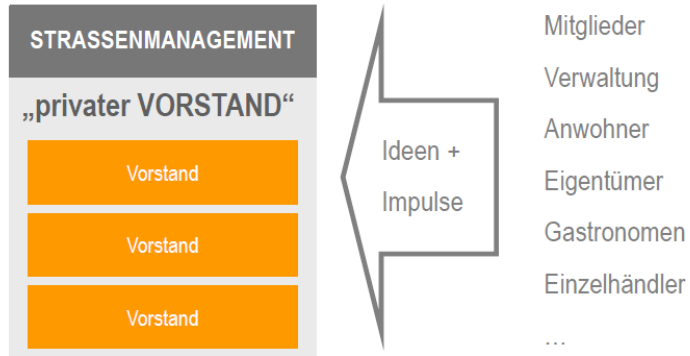 STRASSENMANAGEMENT
„privater VORSTAND“
Vorstand
Vorstand
Vorstand
Ideen +
Impulse
Mitglieder
Verwaltung
Anwohner
Eigentümer
Gastronomen
Einzelhändler
...